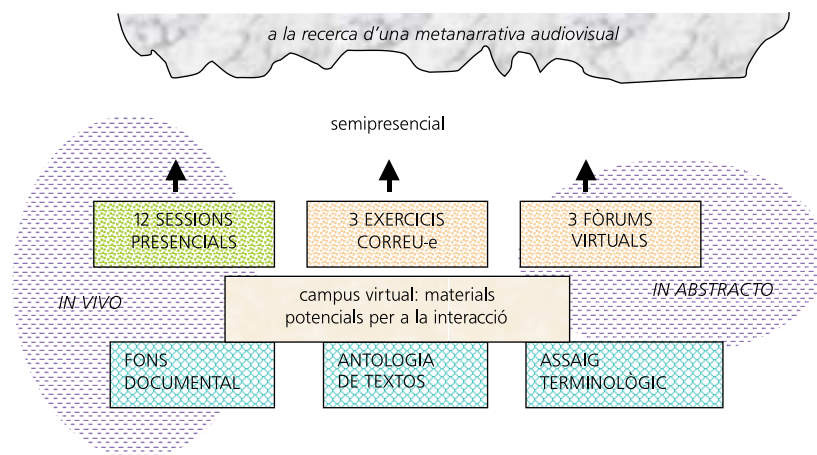 a la recerca d'una metanarrativa audiovisual
semipresencial
12 SESSIONS
PRESENCIALS
3 EXERCICIS
CORREU-e
3 FÒRUMS
VIRTUALS
IN VIVO
campus virtual: materials
potencials per a la interacció
IN ABSTRACTO
FONS
DOCUMENTAL
ANTOLOGIA
DE TEXTOS
ASSAIG
TERMINOLÒGIC